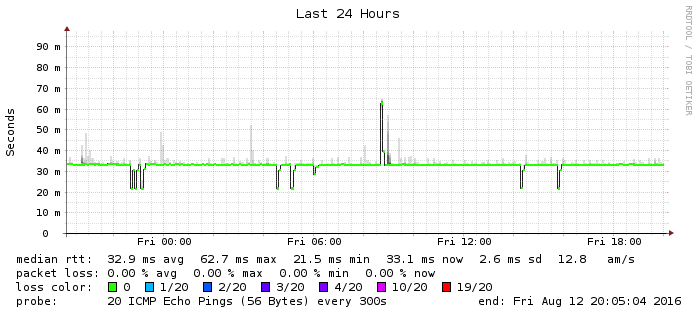 Last 24 Hours
RRDTOOL / TOBI OETIKER
Seconds
90 m
80 m
70 m
60 m
50 m
40 m
30 m
20 m
10 m
0
Fri 00:00 Fri 06:00 Fri 12:00 Fri 18:00
median rtt: 32.9 ms avg 62.7 ms max 21.5 ms min 33.1 ms now 2.6 ms sd 12.8 am/s
packet loss: 0.00 % avg 0.00 % max 0.00 % min 0.00 % now
loss color: 0 1/20 2/20 3/20 4/20 10/20 19/20
probe: 20 ICMP Echo Pings (56 Bytes) every 300s end: Fri Aug 12 20:05:04 2016